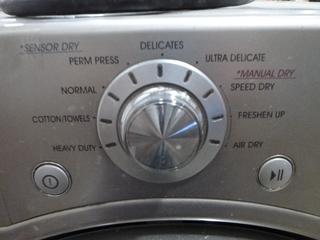 *SENSOR DRY
DELICATES
PERM PRESS
ULTRA DELICATE
*MANUAL DRY
NORMAL
SPEED DRY
COTTON/TOWELS
FRESHEN UP
HEAVY DUTY
AIR DRY